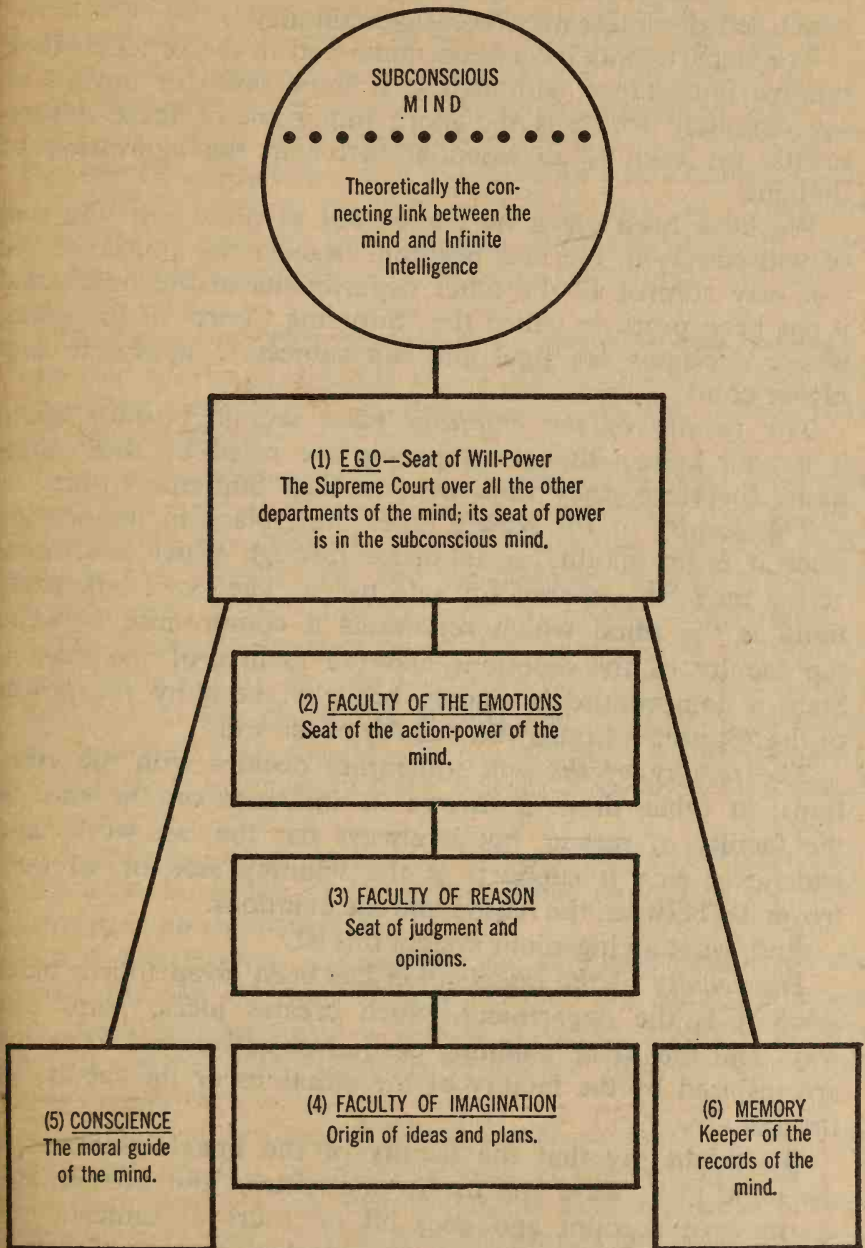 SUBCONSCIOUS
MIND
Theoretically the con-
necting link between the
mind and Infinite
Intelligence
(1) EGO—Seat of Will-Power
The Supreme Court over all the other
departments of the mind; its seat of power
is in the subconscious mind.
(2) FACULTY OF THE EMOTIONS
Seat of the action-power of the
mind.
(3) FACULTY OF REASON
Seat of judgment and
opinions.
(5) CONSCIENCE
The moral guide
of the mind.
(4) FACULTY OF IMAGINATION
Origin of ideas and plans.
(6) MEMORY
Keeper of the
records of the
mind.